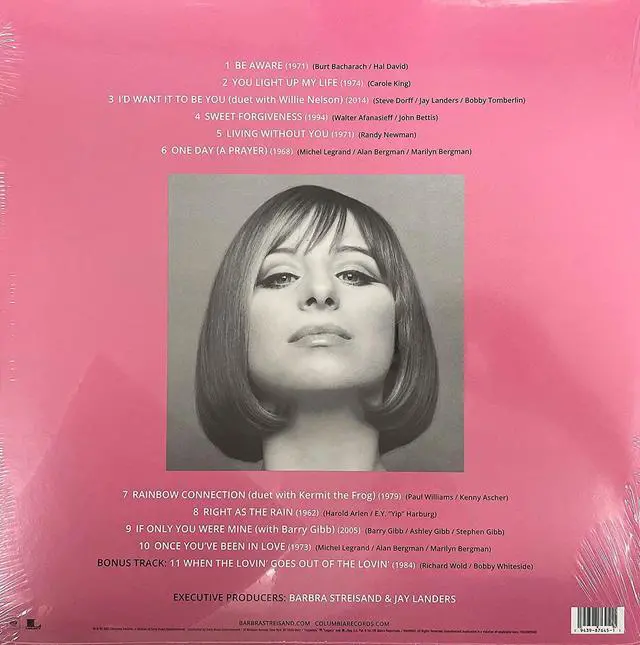 1 BE AWARE (1971) (Burt Bacharach / Hal David)
2 YOU LIGHT UP MY LIFE (1974) (Carole King)
3 I'D WANT IT TO BE YOU (duet with Willie Nelson) (2014) (Steve Dorff / Jay Landers / Bobby Tomberlin)
4 SWEET FORGIVENESS (1994) (Walter Afanasieff / John Bettis)
5 LIVING WITHOUT YOU (1971) (Randy Newman)
6 ONE DAY (A PRAYER) (1968) (Michel Legrand / Alan Bergman / Marilyn Bergman)
7 RAINBOW CONNECTION (duet with Kermit the Frog) (1979) (Paul Williams / Kenny Ascher)
8 RIGHT AS THE RAIN (1962) (Harold Arlen / E.Y. "Yip" Harburg)
9 IF ONLY YOU WERE MINE (with Barry Gibb) (2005) (Barry Gibb / Ashley Gibb / Stephen Gibb)
10 ONCE YOU'VE BEEN IN LOVE (1973) (Michel Legrand / Alan Bergman / Marilyn Bergman)
BONUS TRACK: 11 WHEN THE LOVIN' GOES OUT OF THE LOVIN' (1984) (Richard Wold / Bobby Whiteside)
EXECUTIVE PRODUCERS: BARBRA STREISAND & JAY LANDERS
BARBRASTREISAND.COM COLUMBIARECORDS.COM
1 9439-87645-1 1